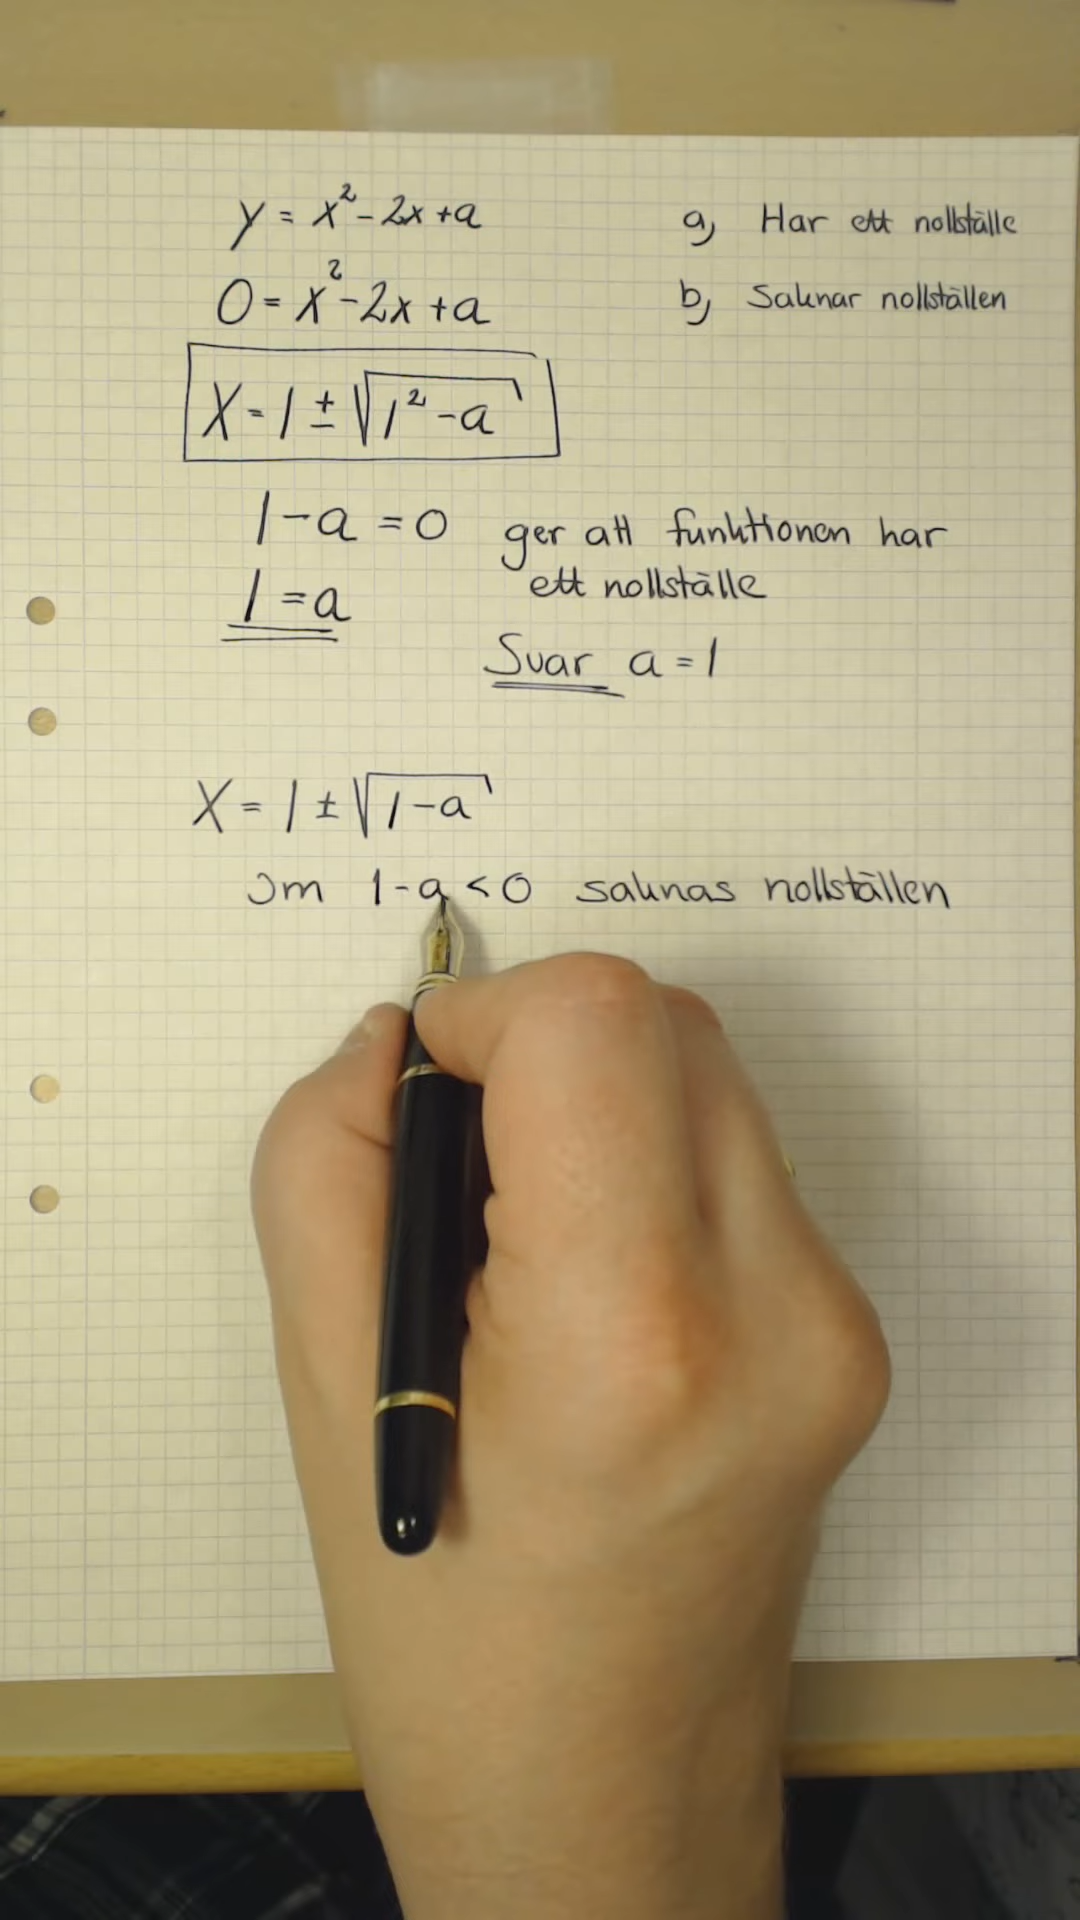 y = x² - 2x + a
a) Har ett nollställe
0 = x² - 2x + a
b) Saknar nollställen
x = 1 ± √(1² - a)
1 - a = 0 ger att funktionen har
ett nollställe
1 = a
Svar a = 1
x = 1 ± √(1 - a)
Om 1 - a < 0 saknas nollställen